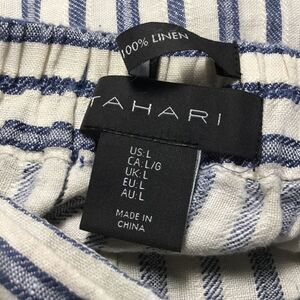 100% LINEN
TAHARI
US:L
CA:L/G
UK:L
EU:L
AU:L
MADE IN
CHINA